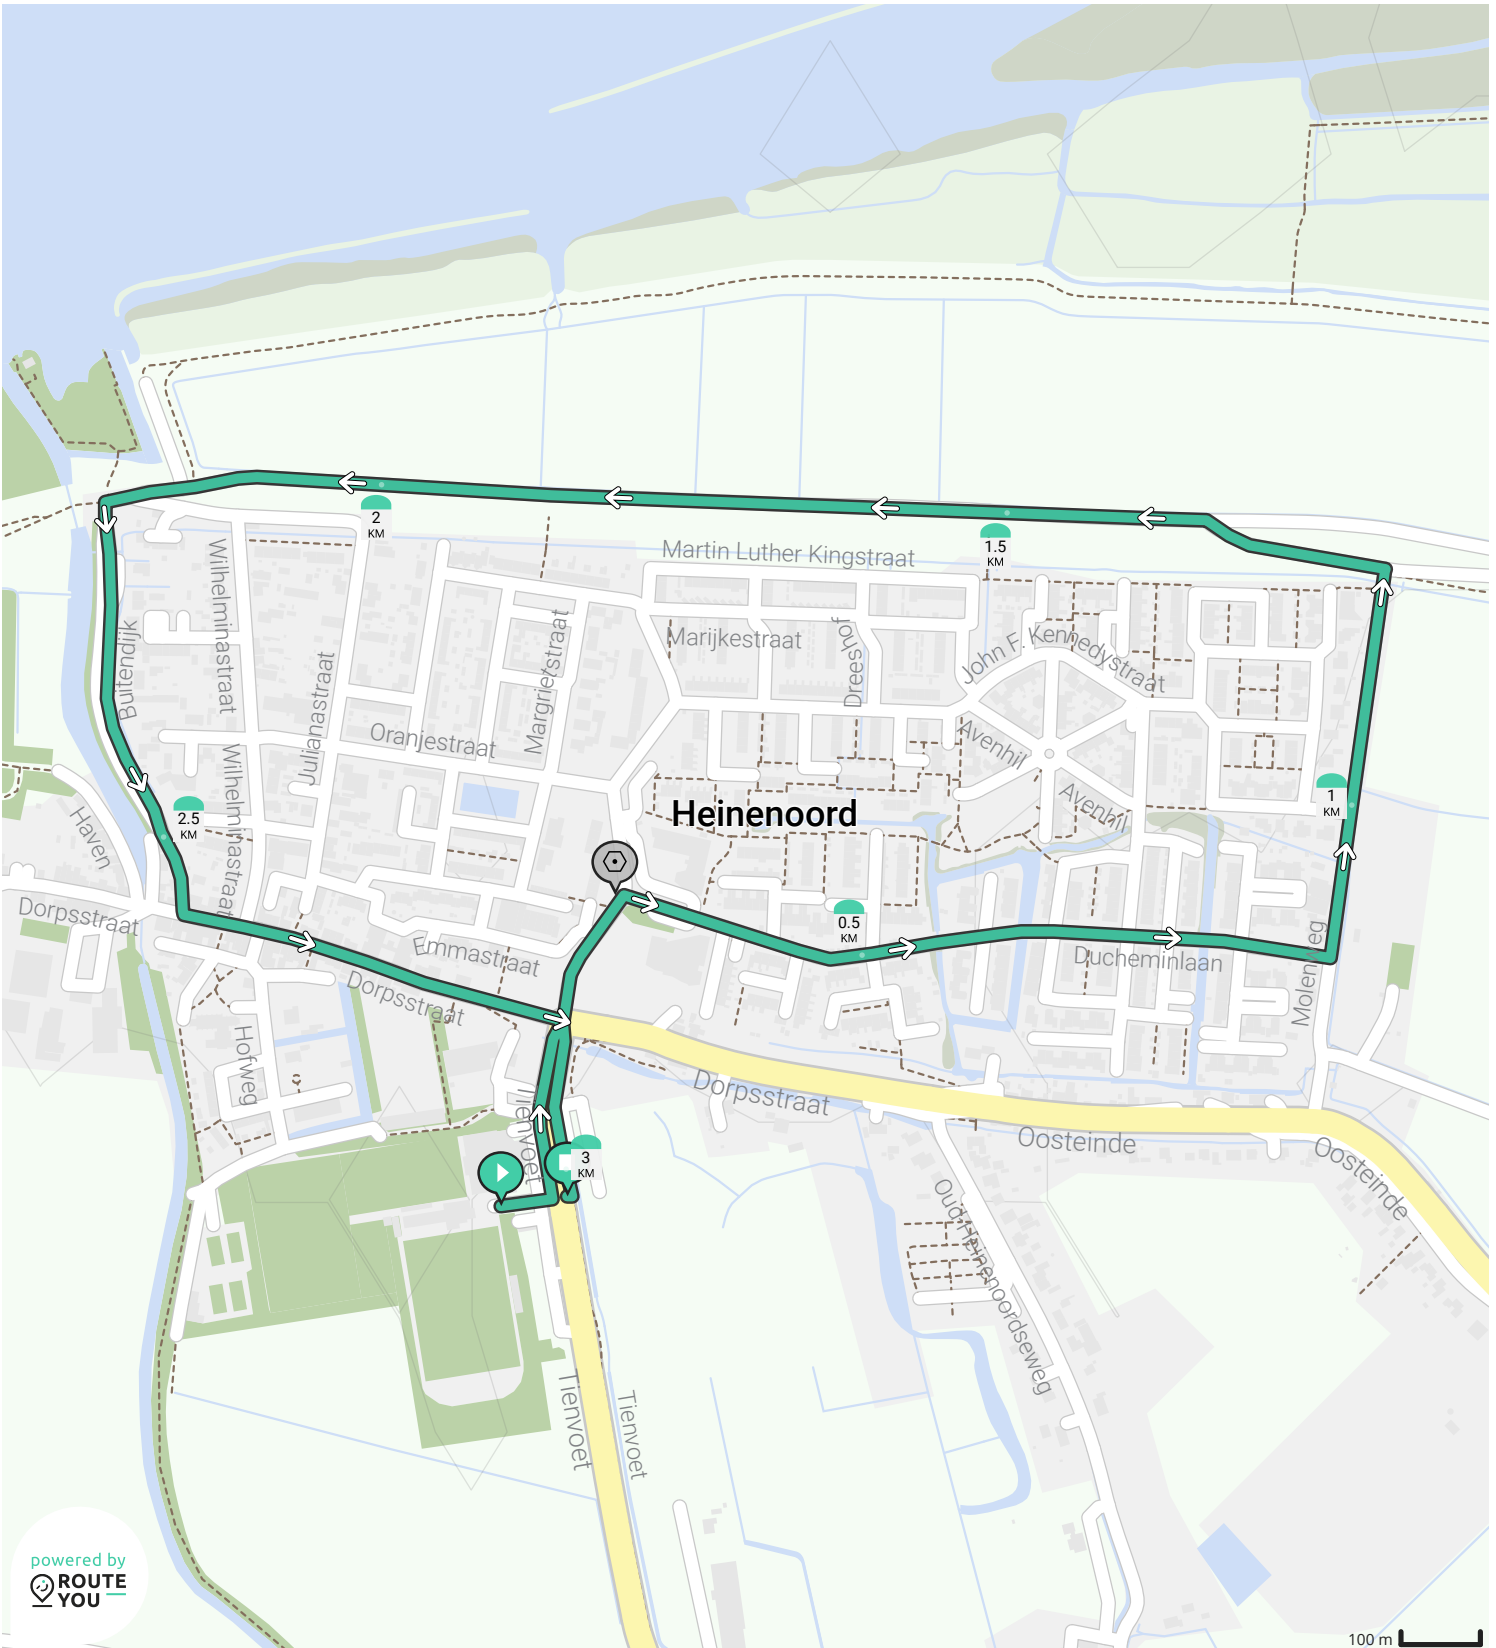 2
KM
1.5
KM
Martin Luther Kingstraat
Wilhelminastraat
Buitendijk
Marijkestraat
Dreeshof
John F. Kennedystraat
Julianastraat
Margrietstraat
Oranjestraat
Avenhil
Wilhelminastraat
Avenhil
Heinenoord
1
KM
2.5
KM
Haven
Dorpsstraat
Emmastraat
0.5
KM
Ducheminlaan
Molenweg
Dorpsstraat
Hofweg
Dorpsstraat
Tienvoet
Oosteinde
Oosteinde
3
KM
Oud-Heinenoordseweg
Tienvoet
Tienvoet
powered by
ROUTE
YOU
100 m